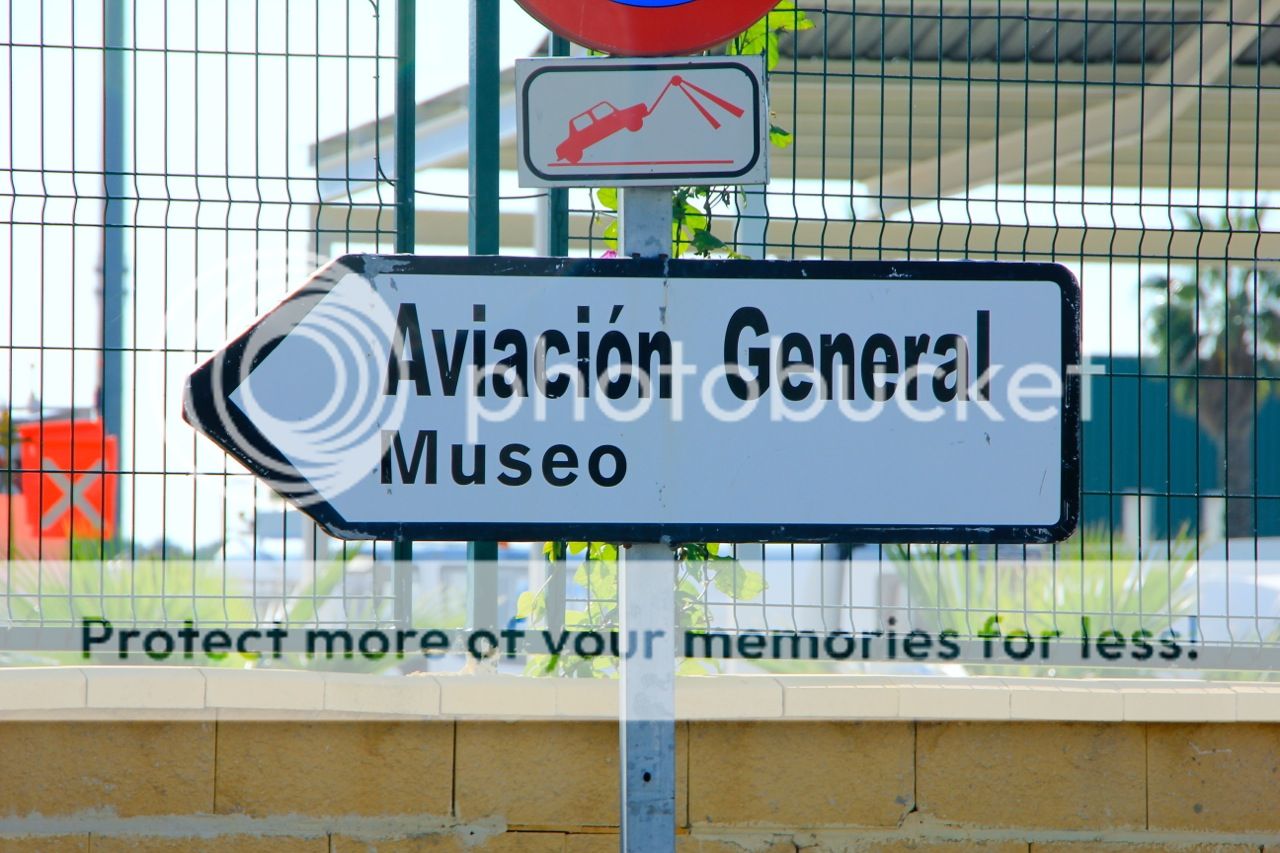 Aviación General
photobucket
Museo
Protect more of your memories for less!